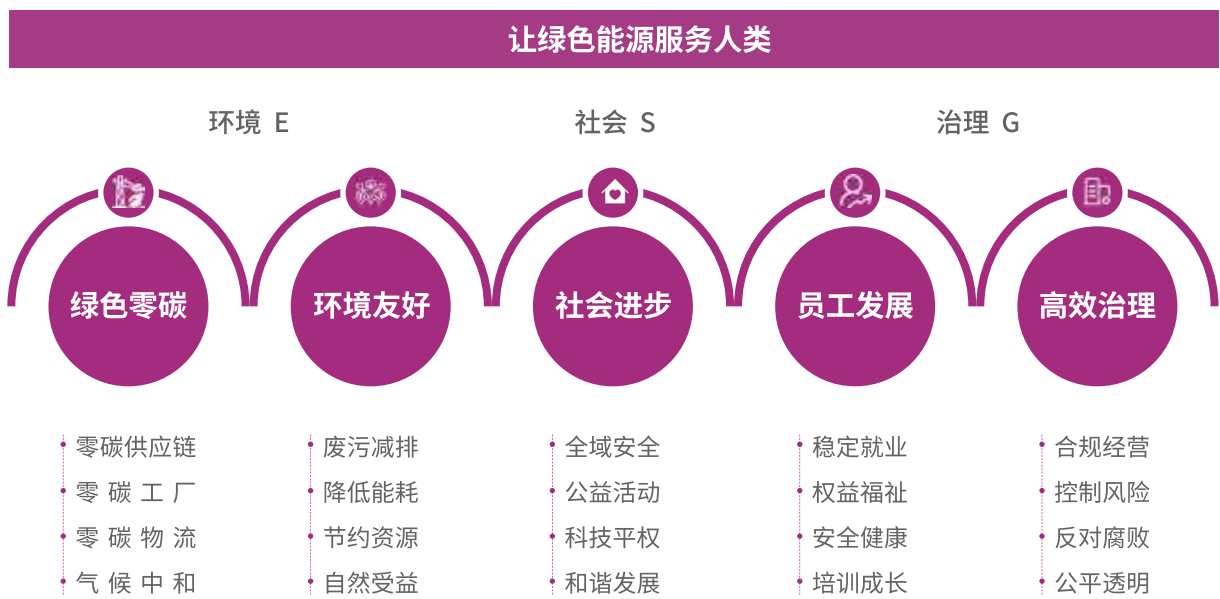 让绿色能源服务人类
环境 E
社会 S
治理 G
绿色零碳
环境友好
社会进步
员工发展
高效治理
零碳供应链
零碳工厂
零碳物流
气候中和
废污减排
降低能耗
节约资源
自然受益
全域安全
公益活动
科技平权
和谐发展
稳定就业
权益福祉
安全健康
培训成长
合规经营
控制风险
反对腐败
公平透明